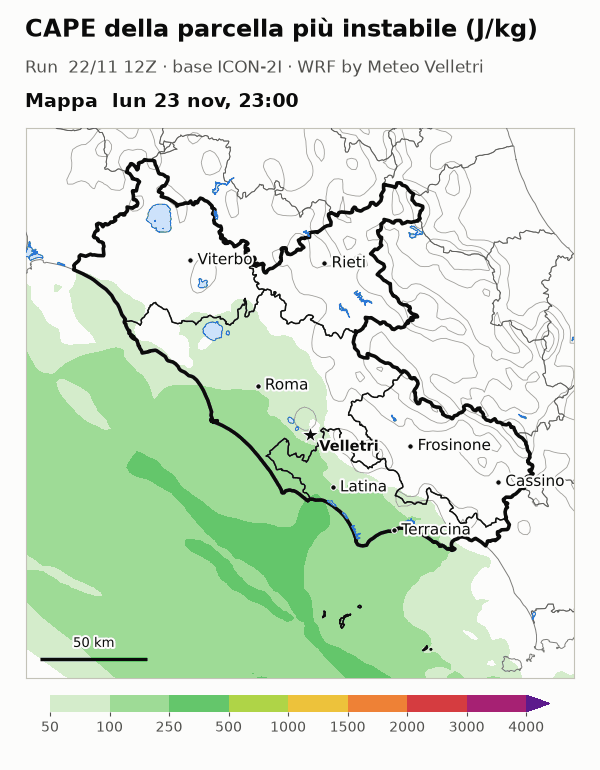 CAPE della parcella più instabile (J/kg)
Run  22/11 12Z · base ICON-2I · WRF by Meteo Velletri
Mappa  lun 23 nov, 23:00
Viterbo
Rieti
Roma
Velletri
Frosinone
Cassino
Latina
Terracina
50 km
50 100 250 500 1000 1500 2000 3000 4000